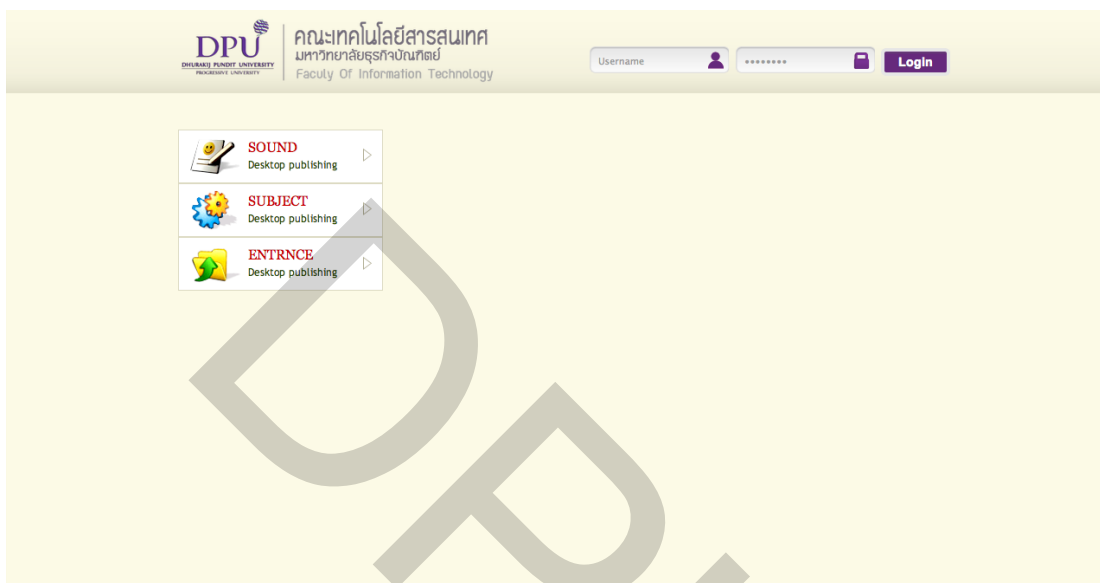 DPU
DHURAKIJ PUNDIT UNIVERSITY
PROGRESSIVE UNIVERSITY
คณะเทคโนโลยีสารสนเทศ
มหาวิทยาลัยธุรกิจบัณฑิตย์
Faculy Of Information Technology
Username
••••••••
Login
SOUND
Desktop publishing
SUBJECT
Desktop publishing
ENTRNCE
Desktop publishing
DP